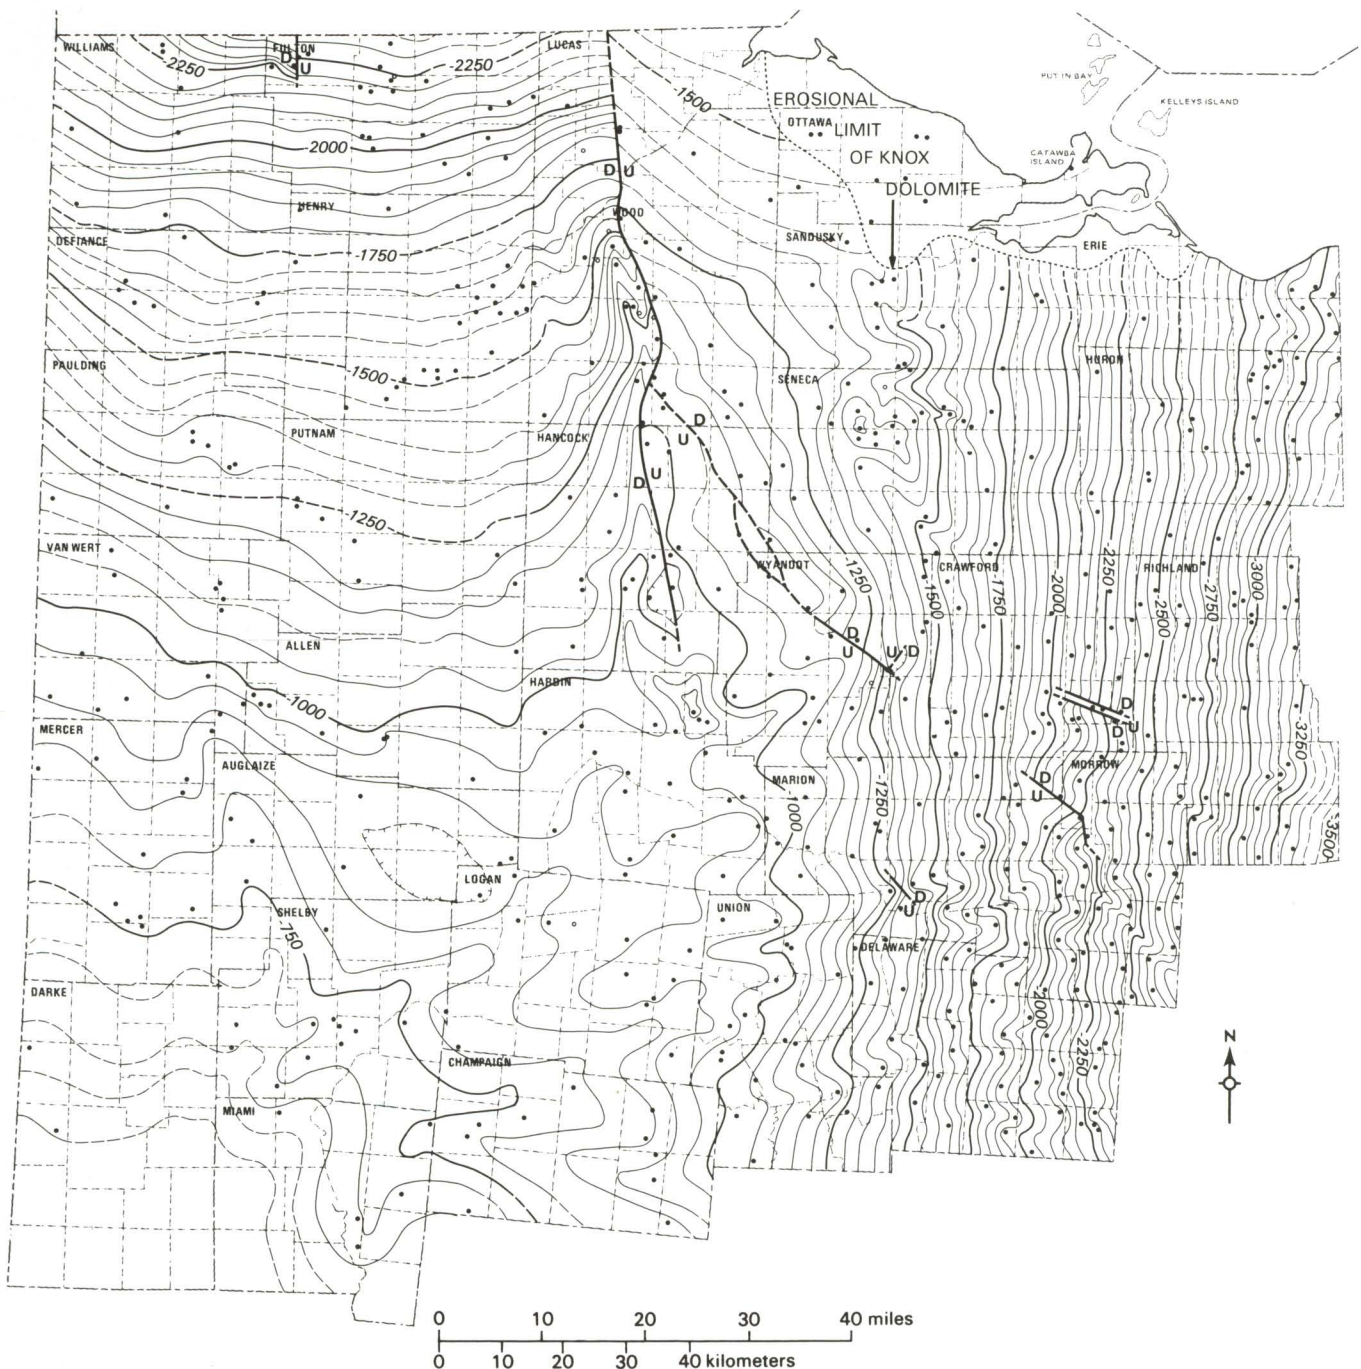 WILLIAMS
FULTON
LUCAS
D
U
-2250
-2250
-1500
PUT IN BAY
KELLEYS ISLAND
EROSIONAL
OTTAWA
LIMIT
OF KNOX
DOLOMITE
CATAWBA
ISLAND
-2000
D U
HENRY
WOOD
DEFIANCE
-1750
SANDUSKY
ERIE
PAULDING
-1500
SENECA
HURON
PUTNAM
HANCOCK
D
U
U
D
-1250
VAN WERT
WYANDOT
-1250
CRAWFORD
-1500
-1750
-2000
-2250
RICHLAND
-2500
-2750
-3000
ALLEN
D
U
U D
HARDIN
-1000
MERCER
D
U
D
-3250
AUGLAIZE
MARION
-1000
-1250
D
U
MORROW
-3500
LOGAN
SHELBY
-750
UNION
D
U
DELAWARE
DARKE
-2000
-2250
CHAMPAIGN
MIAMI
N
0 10 20 30 40 miles
0 10 20 30 40 kilometers